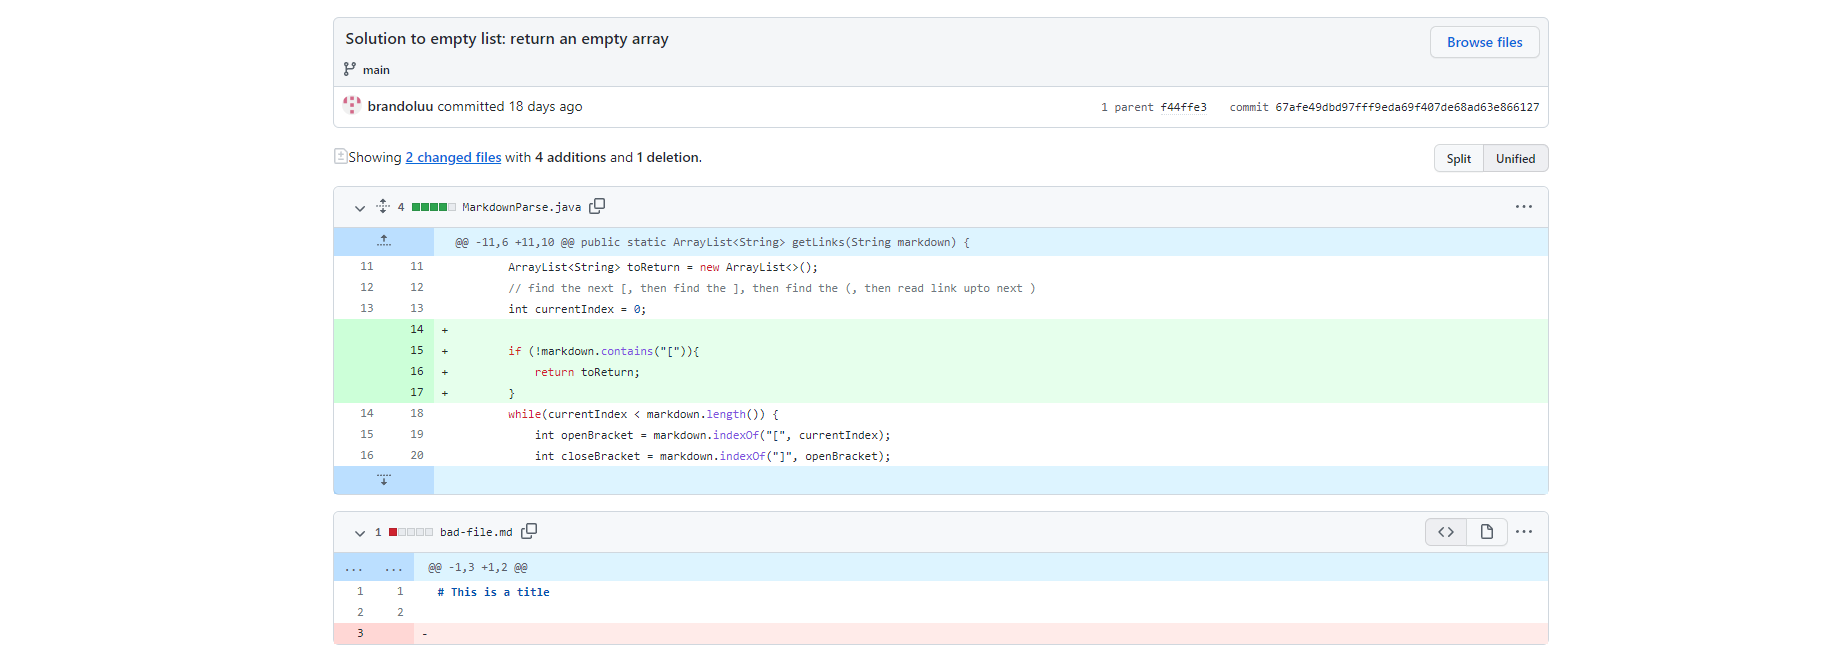 Solution to empty list: return an empty array
Browse files
main
brandoluu committed 18 days ago 1 parent f44ffe3 commit 67afe49dbd97fff9eda69f407de68ad63e866127
Showing 2 changed files with 4 additions and 1 deletion. Split Unified
4 MarkdownParse.java ...
@@ -11,6 +11,10 @@ public static ArrayList<String> getLinks(String markdown) {
11 11 ArrayList<String> toReturn = new ArrayList<>();
12 12 // find the next [, then find the ], then find the (, then read link upto next )
13 13 int currentIndex = 0;
14 +
15 + if (!markdown.contains("[")){
16 + return toReturn;
17 + }
14 18 while(currentIndex < markdown.length()) {
15 19 int openBracket = markdown.indexOf("[", currentIndex);
16 20 int closeBracket = markdown.indexOf("]", openBracket);
1 bad-file.md <> ...
... ... @@ -1,3 +1,2 @@
1 1 # This is a title
2 2
3 -